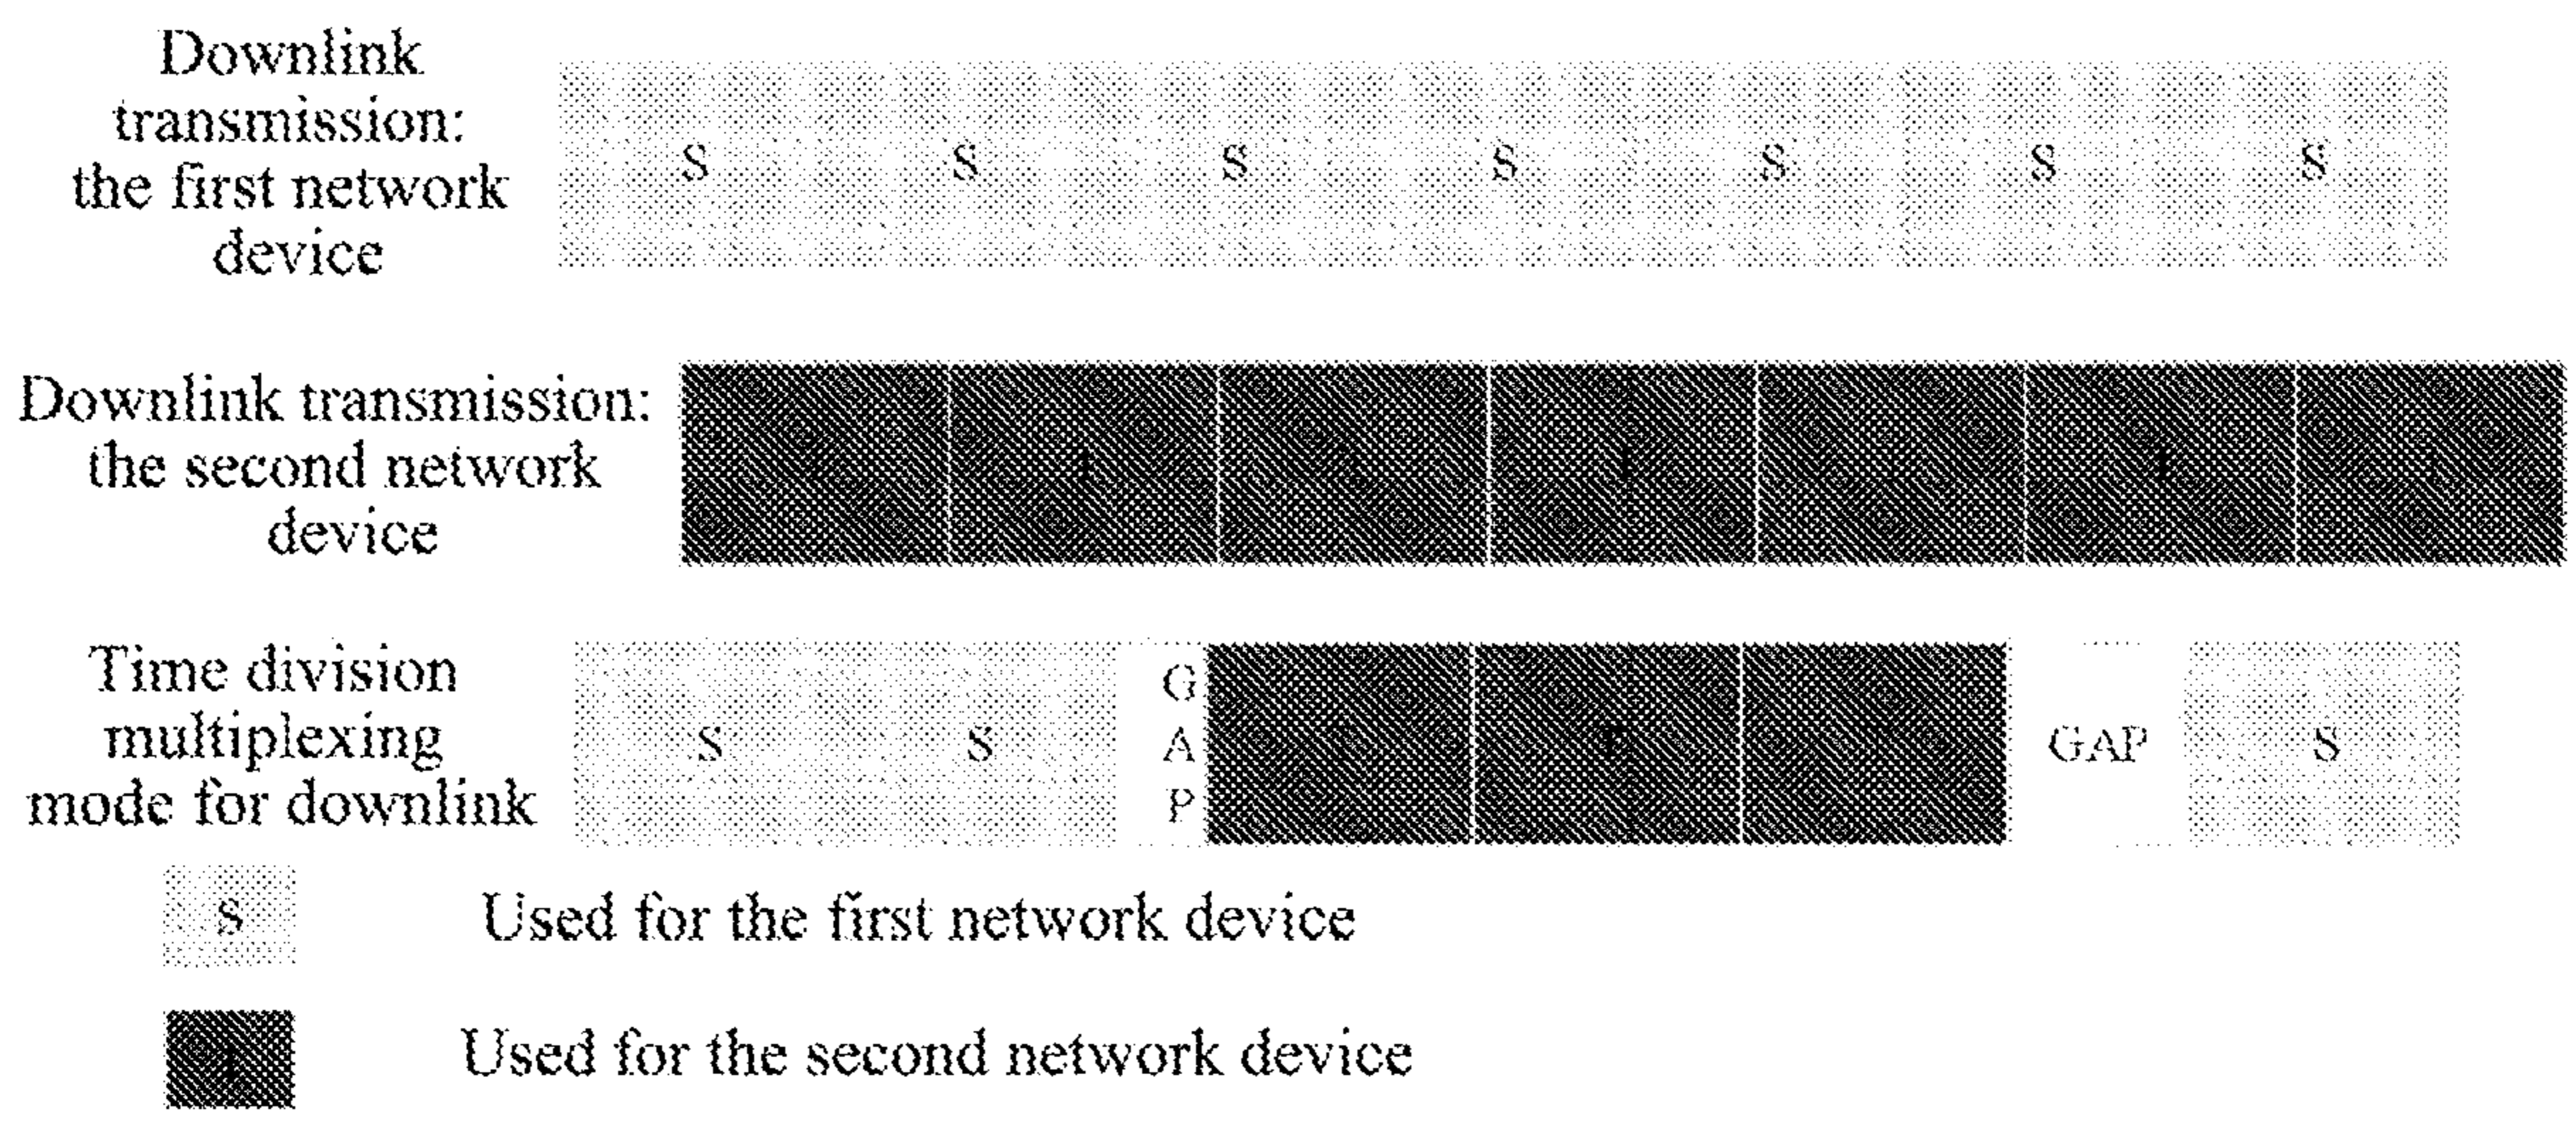 Downlink
transmission:
the first network
device
S S S S S S S
Downlink transmission:
the second network
device
Time division
multiplexing
mode for downlink
S S
G
A
P
GAP
S
S
Used for the first network device
Used for the second network device